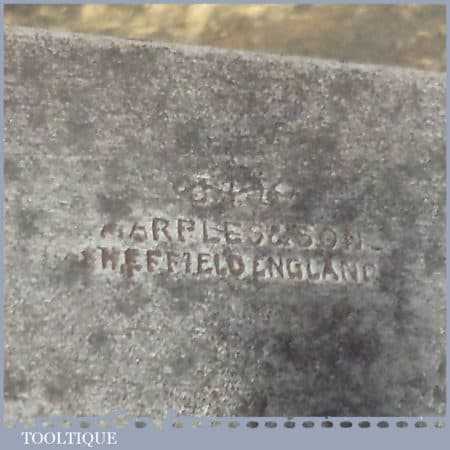 MARPLES & SONS
SHEFFIELD ENGLAND
TOOLTIQUE